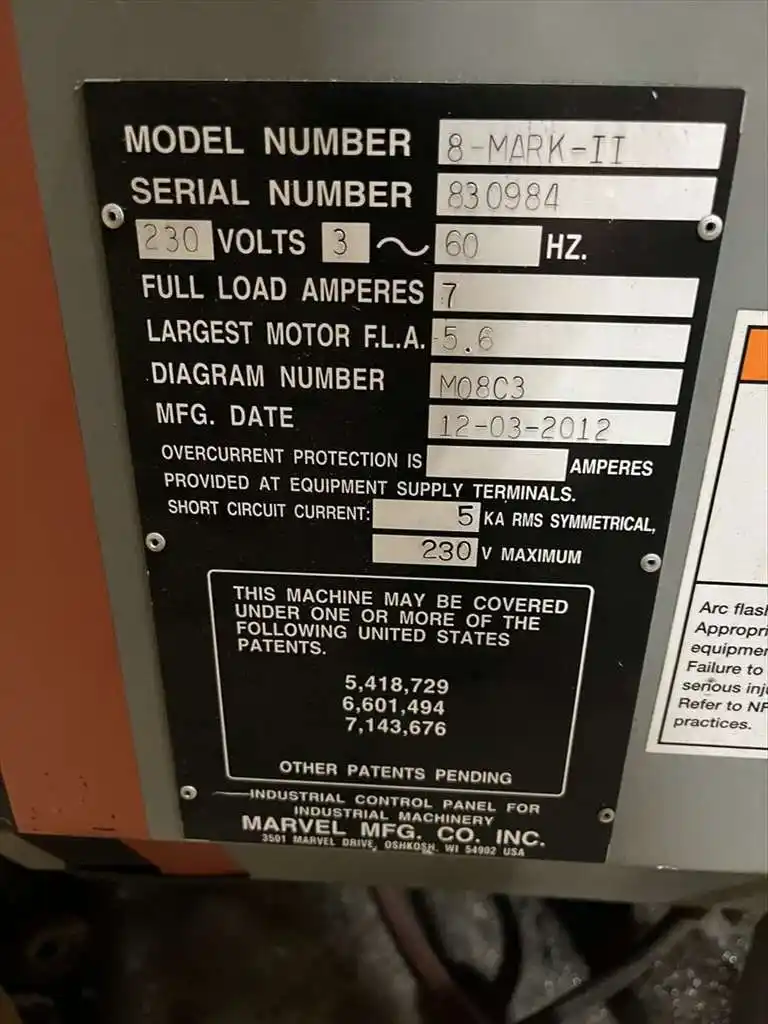 MODEL NUMBER 8-MARK-II
SERIAL NUMBER 830984
230 VOLTS 3 ~ 60 HZ.
FULL LOAD AMPERES 7
LARGEST MOTOR F.L.A. 5.6
DIAGRAM NUMBER M08C3
MFG. DATE 12-03-2012
OVERCURRENT PROTECTION IS AMPERES
PROVIDED AT EQUIPMENT SUPPLY TERMINALS.
SHORT CIRCUIT CURRENT: 5 KA RMS SYMMETRICAL,
230 V MAXIMUM
THIS MACHINE MAY BE COVERED
UNDER ONE OR MORE OF THE
FOLLOWING UNITED STATES
PATENTS.
5,418,729
6,601,494
7,143,676
OTHER PATENTS PENDING
INDUSTRIAL CONTROL PANEL FOR
INDUSTRIAL MACHINERY
MARVEL MFG. CO. INC.
3501 MARVEL DRIVE, OSHKOSH, WI 54902 USA
Arc flas
Appropri
equipme
Failure to
serious inj
Refer to NF
practices.